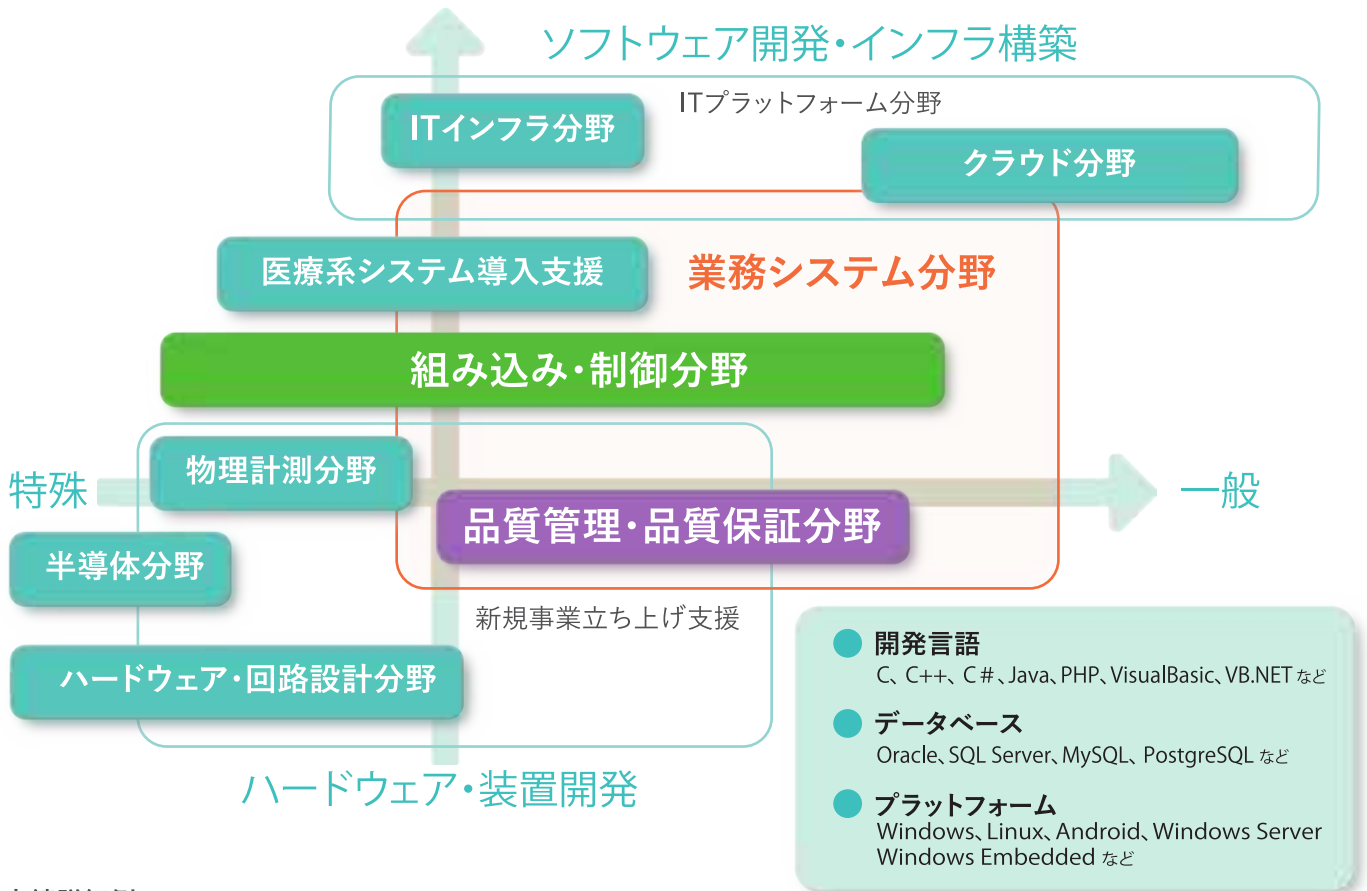 ソフトウェア開発・インフラ構築
ITプラットフォーム分野
ITインフラ分野
クラウド分野
医療系システム導入支援
業務システム分野
組み込み・制御分野
物理計測分野
特殊
一般
品質管理・品質保証分野
半導体分野
新規事業立ち上げ支援
ハードウェア・回路設計分野
ハードウェア・装置開発
開発言語
C、C++、C#、Java、PHP、VisualBasic、VB.NET など
データベース
Oracle、SQL Server、MySQL、PostgreSQL など
プラットフォーム
Windows、Linux、Android、Windows Server
Windows Embedded など